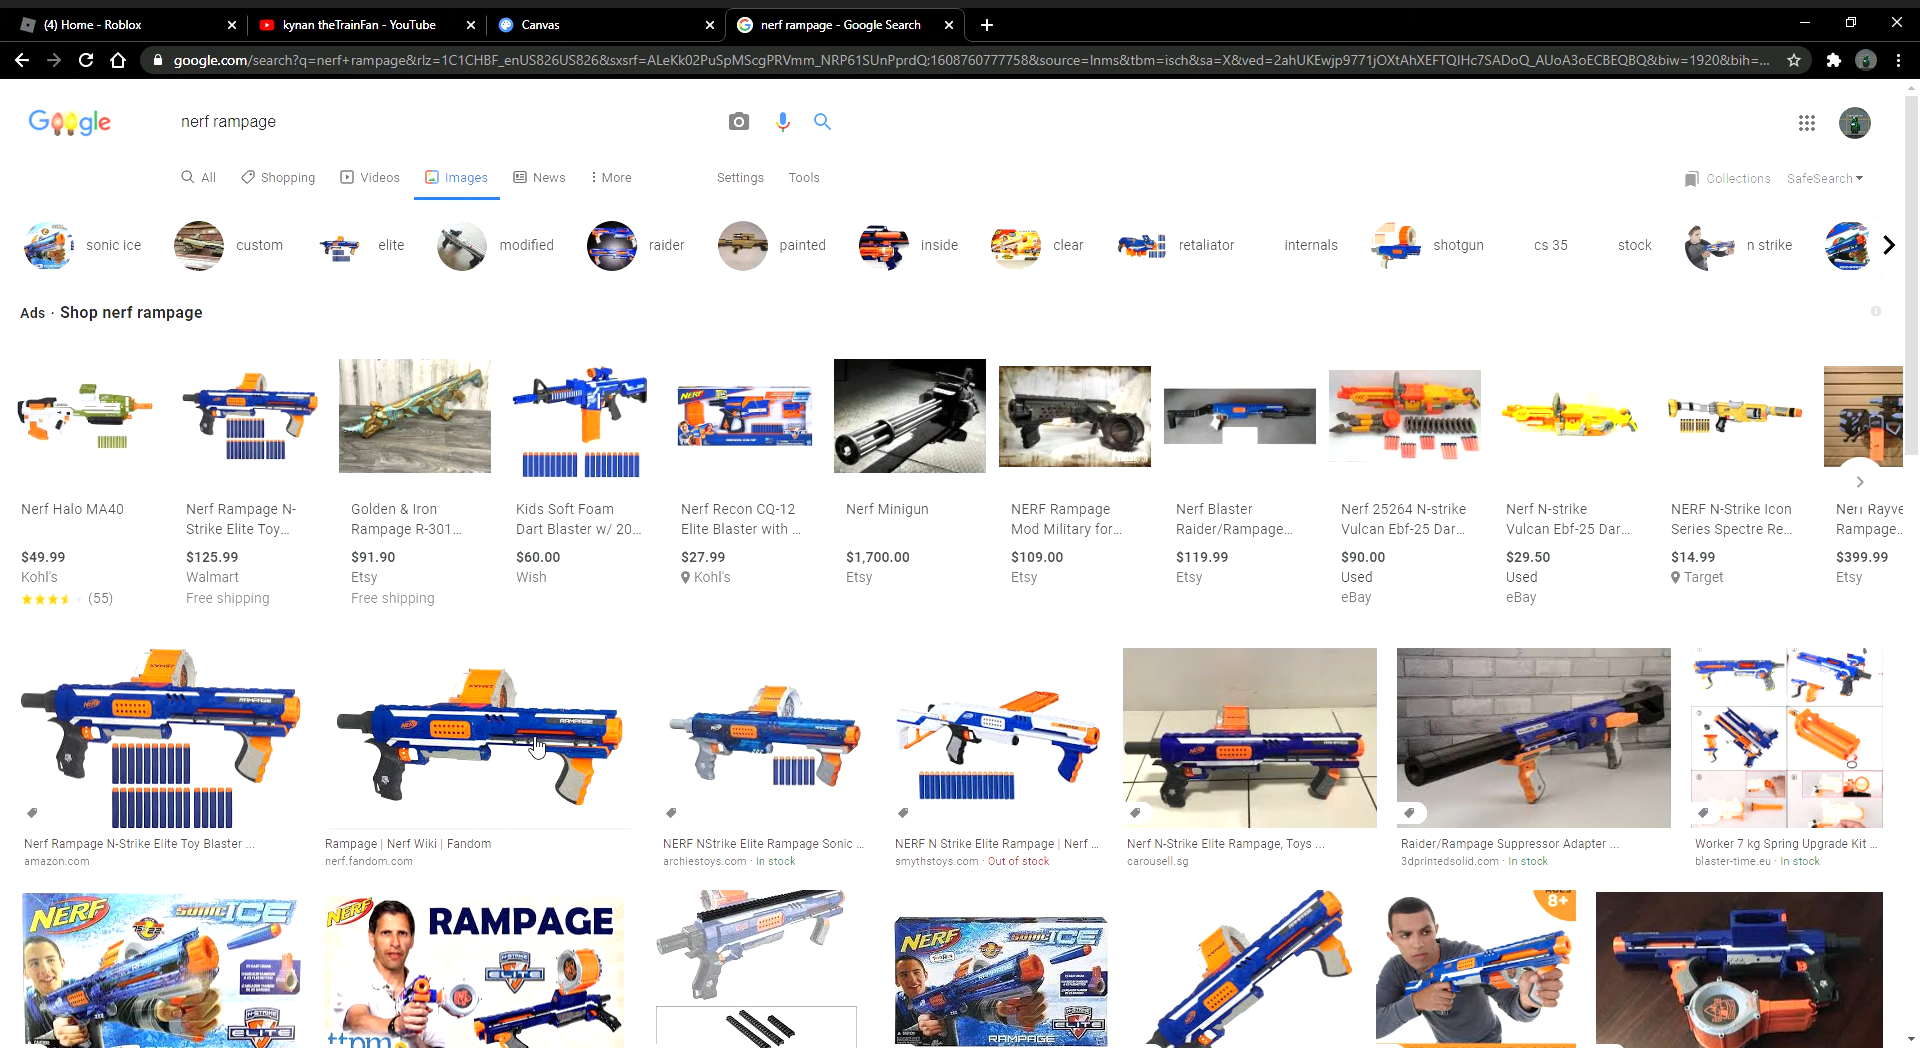 (4) Home - Roblox
kynan theTrainFan - YouTube
Canvas
nerf rampage - Google Search
google.com/search?q=nerf+rampage&rlz=1C1CHBF_enUS826US826&sxsrf=ALeKk02PuSpMScgPRVmm_NRP61SUnPprdQ:1608760777758&source=lnms&tbm=isch&sa=X&ved=2ahUKEwjp9771jOXtAhXEFTQIHc7SADoQ_AUoA3oECBEQBQ&biw=1920&bih=...
Google
nerf rampage
All
Shopping
Videos
Images
News
More
Settings
Tools
Collections
SafeSearch
sonic ice
custom
elite
modified
raider
painted
inside
clear
retaliator
internals
shotgun
cs 35
stock
n strike
Ads · Shop nerf rampage
Nerf Halo MA40
$49.99
Kohl's
(55)
Nerf Rampage N-
Strike Elite Toy...
$125.99
Walmart
Free shipping
Golden & Iron
Rampage R-301...
$91.90
Etsy
Free shipping
Kids Soft Foam
Dart Blaster w/ 20...
$60.00
Wish
NERF
Nerf Recon CQ-12
Elite Blaster with ...
$27.99
Kohl's
Nerf Minigun
$1,700.00
Etsy
NERF Rampage
Mod Military for...
$109.00
Etsy
Nerf Blaster
Raider/Rampage...
$119.99
Etsy
Nerf 25264 N-strike
Vulcan Ebf-25 Dar...
$90.00
Used
eBay
Nerf N-strike
Vulcan Ebf-25 Dar...
$29.50
Used
eBay
NERF N-Strike Icon
Series Spectre Re...
$14.99
Target
Nerf Rayve
Rampage...
$399.99
Etsy
Nerf Rampage N-Strike Elite Toy Blaster ...
amazon.com
Rampage | Nerf Wiki | Fandom
nerf.fandom.com
NERF NStrike Elite Rampage Sonic ...
archiestoys.com · In stock
NERF N Strike Elite Rampage | Nerf ...
smythstoys.com · Out of stock
Nerf N-Strike Elite Rampage, Toys ...
carousell.sg
Raider/Rampage Suppressor Adapter ...
3dprintedsolid.com · In stock
Worker 7 kg Spring Upgrade Kit ...
blaster-time.eu · In stock
NERF
SONIC ICE
N-STRIKE
ELITE
NERF
RAMPAGE
N-STRIKE
ELITE
ttpm
NERF
SONIC ICE
ELITE
RAMPAGE
AGES
8+